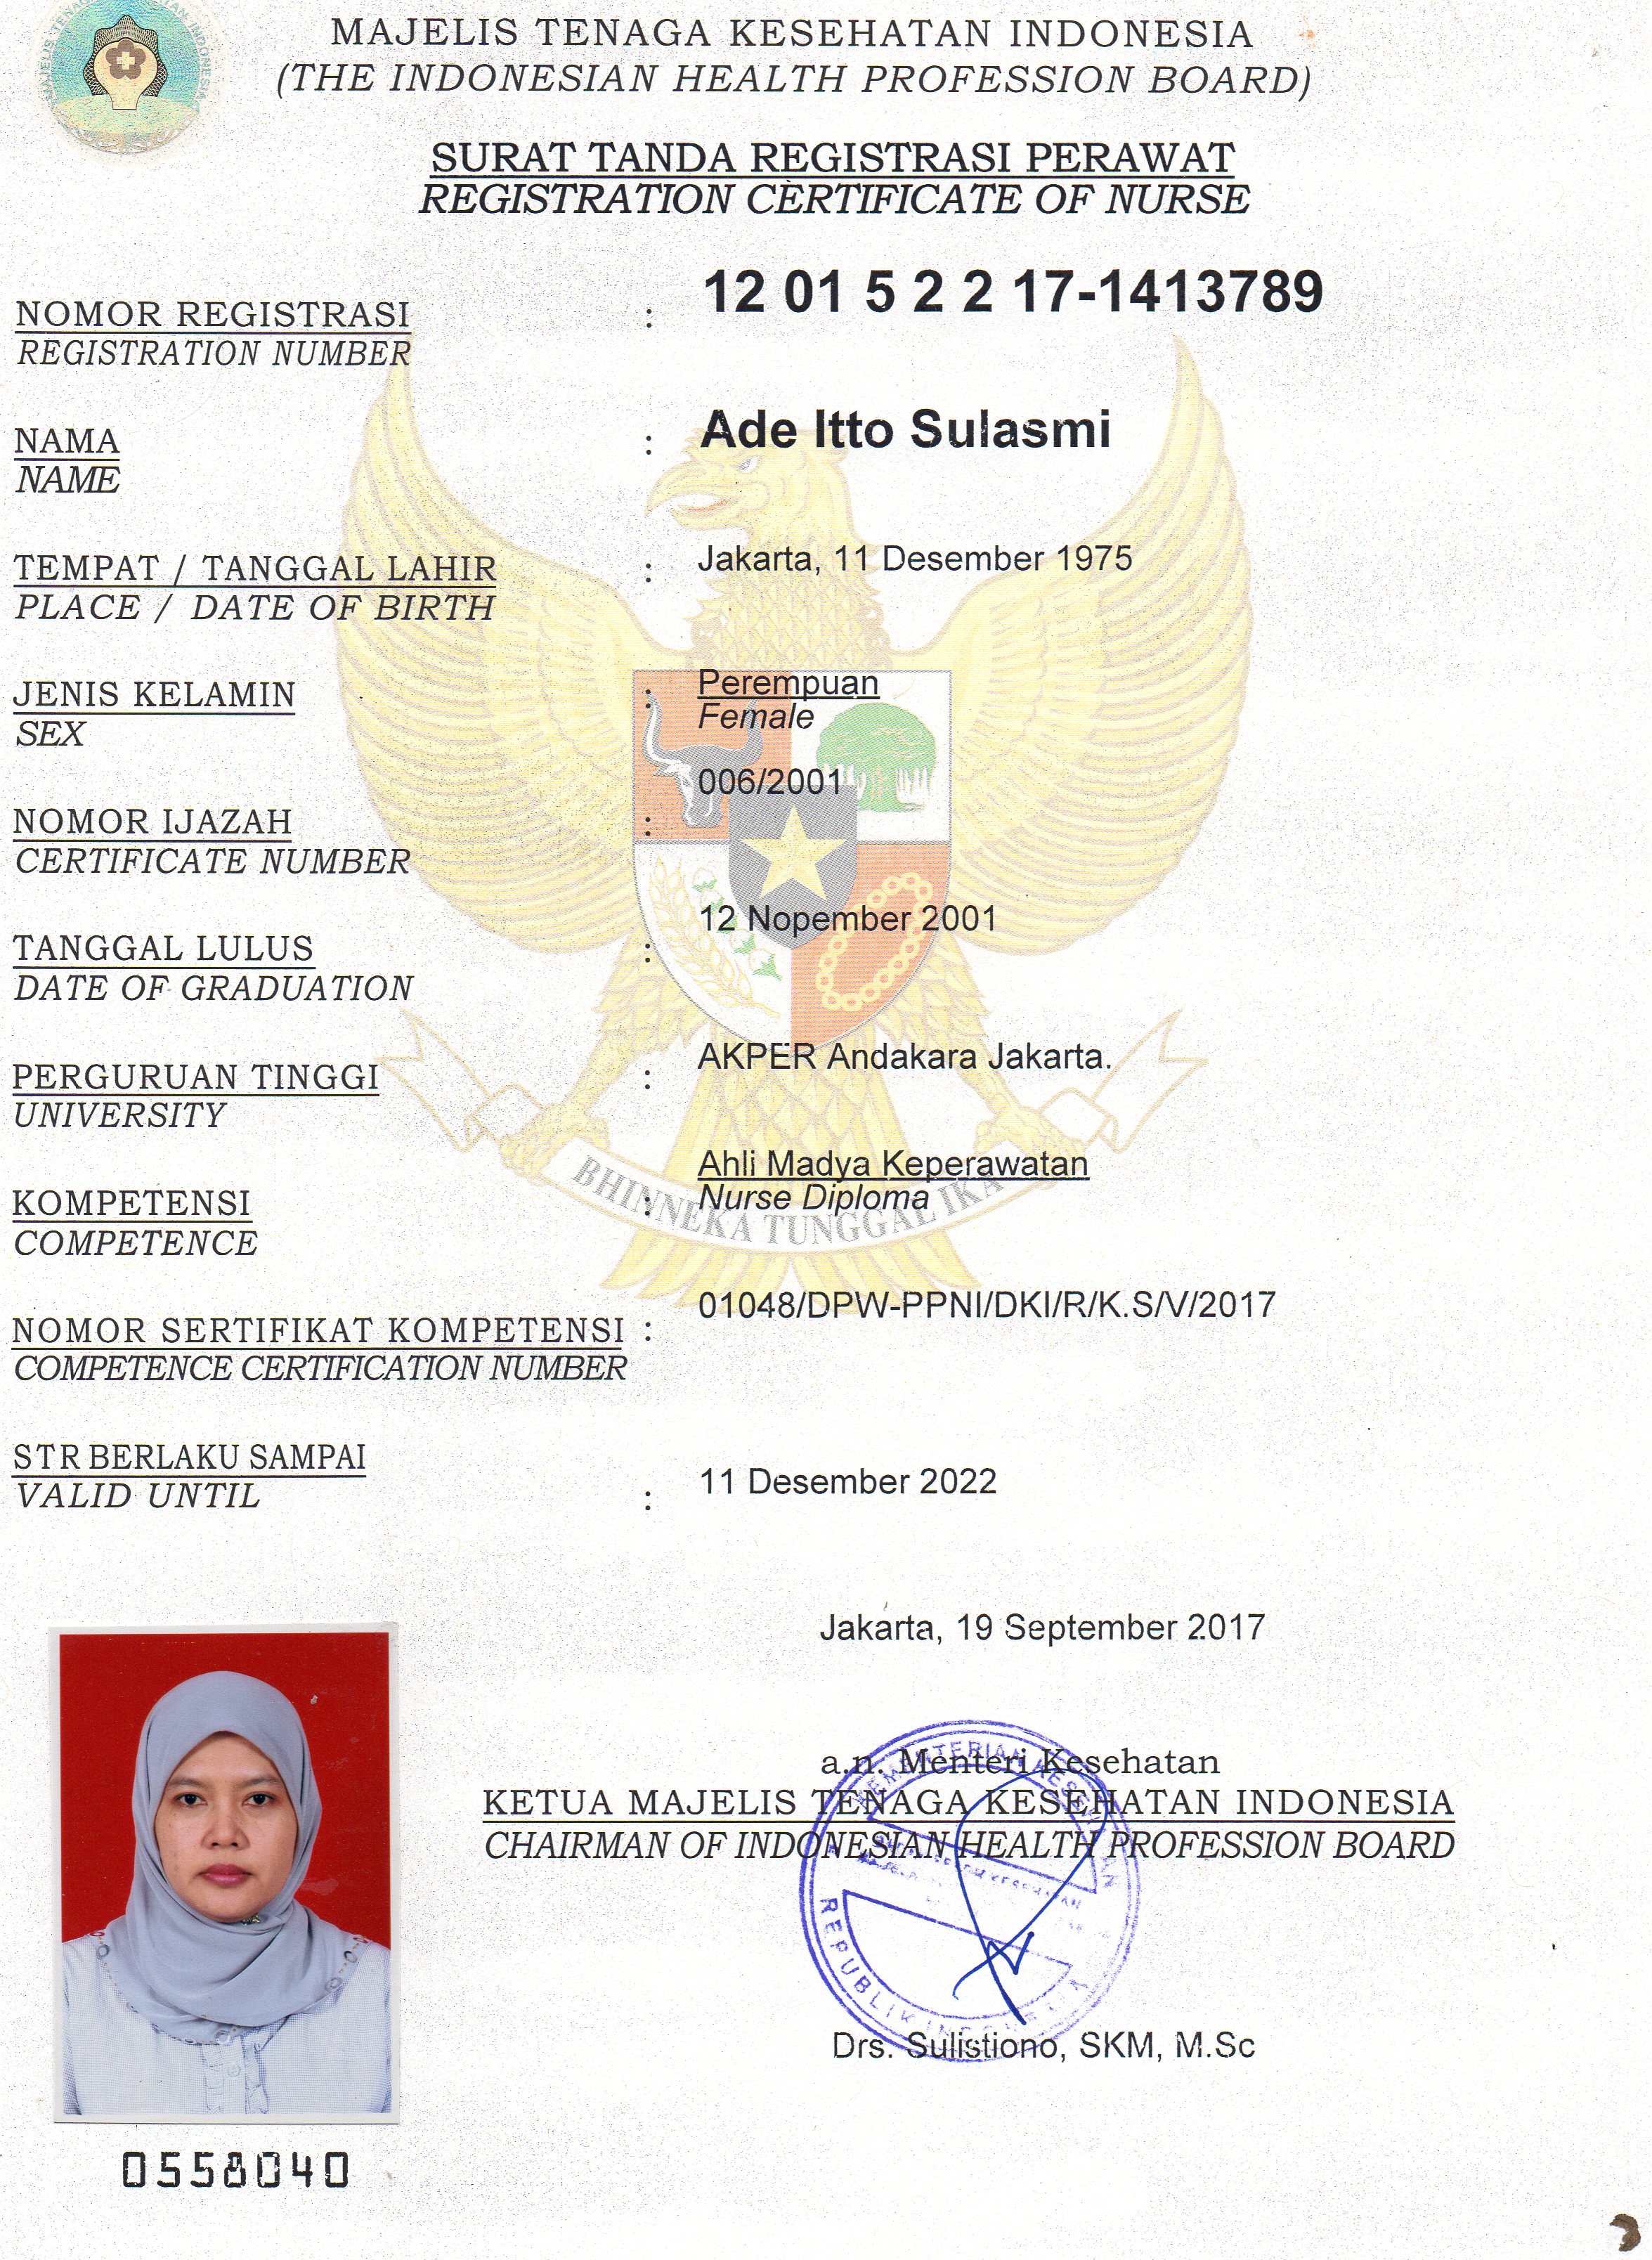 MAJELIS TENAGA KESEHATAN INDONESIA
(THE INDONESIAN HEALTH PROFESSION BOARD)
SURAT TANDA REGISTRASI PERAWAT
REGISTRATION CERTIFICATE OF NURSE
NOMOR REGISTRASI : 12 01 5 2 2 17-1413789
REGISTRATION NUMBER
NAMA : Ade Itto Sulasmi
NAME
TEMPAT / TANGGAL LAHIR : Jakarta, 11 Desember 1975
PLACE / DATE OF BIRTH
JENIS KELAMIN : Perempuan
SEX Female
NOMOR IJAZAH : 006/2001
CERTIFICATE NUMBER
TANGGAL LULUS : 12 Nopember 2001
DATE OF GRADUATION
PERGURUAN TINGGI : AKPER Andakara Jakarta.
UNIVERSITY
KOMPETENSI : Ahli Madya Keperawatan
COMPETENCE Nurse Diploma
BHINNEKA TUNGGAL IKA
NOMOR SERTIFIKAT KOMPETENSI : 01048/DPW-PPNI/DKI/R/K.S/V/2017
COMPETENCE CERTIFICATION NUMBER
STR BERLAKU SAMPAI : 11 Desember 2022
VALID UNTIL
Jakarta, 19 September 2017
a.n. Menteri Kesehatan
KETUA MAJELIS TENAGA KESEHATAN INDONESIA
CHAIRMAN OF INDONESIAN HEALTH PROFESSION BOARD
KEMENTERIAN KESEHATAN
REPUBLIK INDONESIA
Drs. Sulistiono, SKM, M.Sc
0558040